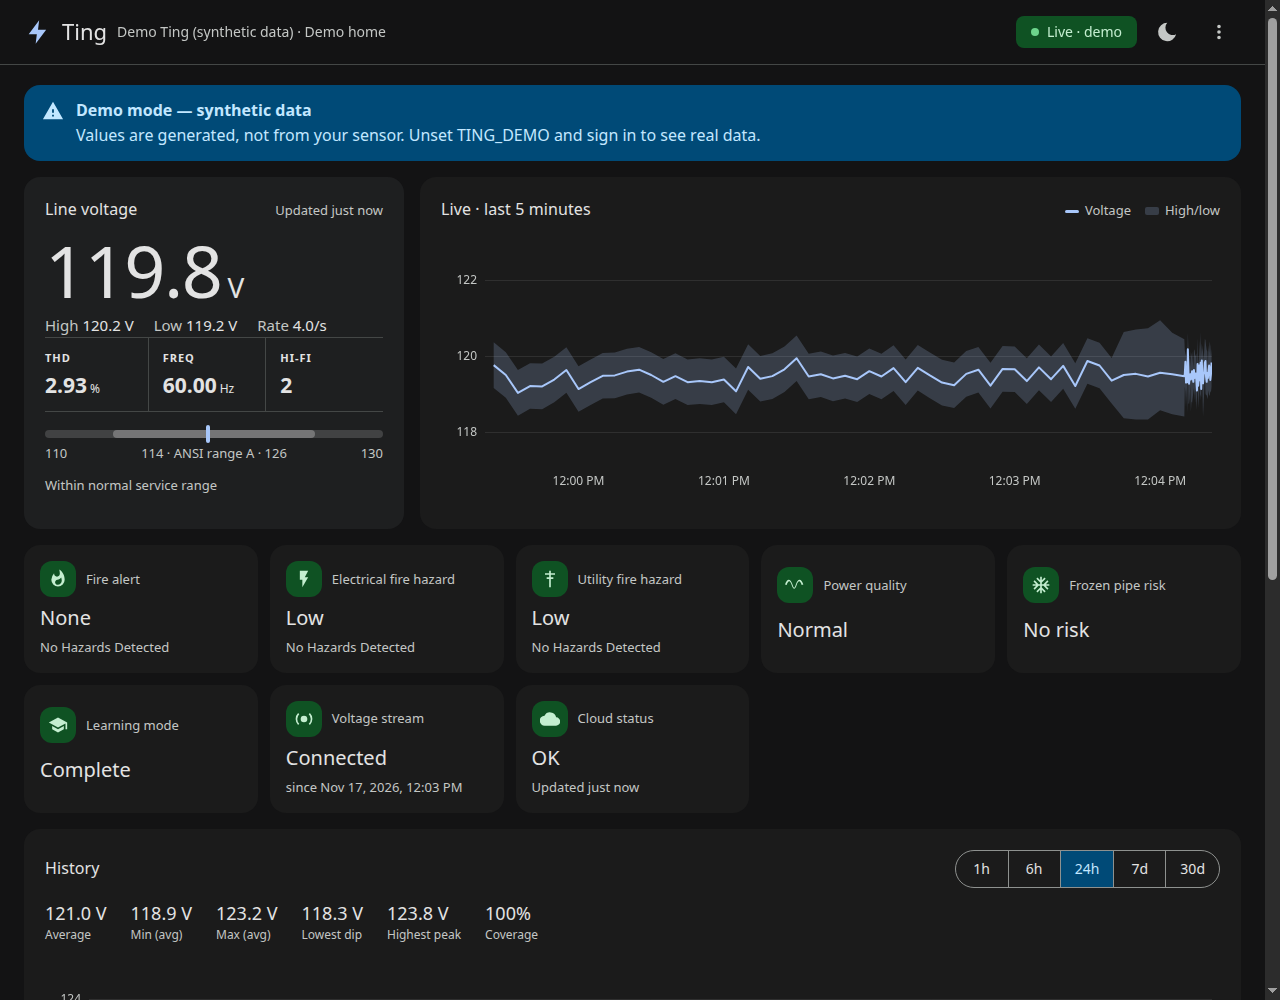 Ting Demo Ting (synthetic data) · Demo home
Live · demo
Demo mode — synthetic data
Values are generated, not from your sensor. Unset TING_DEMO and sign in to see real data.
Line voltage
Updated just now
119.8 V
High 120.2 V Low 119.2 V Rate 4.0/s
THD
2.93 %
FREQ
60.00 Hz
HI-FI
2
110 114 · ANSI range A · 126 130
Within normal service range
Live · last 5 minutes
Voltage High/low
122
120
118
12:00 PM 12:01 PM 12:02 PM 12:03 PM 12:04 PM
Fire alert
None
No Hazards Detected
Electrical fire hazard
Low
No Hazards Detected
Utility fire hazard
Low
No Hazards Detected
Power quality
Normal
Frozen pipe risk
No risk
Learning mode
Complete
Voltage stream
Connected
since Nov 17, 2026, 12:03 PM
Cloud status
OK
Updated just now
History
1h 6h 24h 7d 30d
121.0 V
Average
118.9 V
Min (avg)
123.2 V
Max (avg)
118.3 V
Lowest dip
123.8 V
Highest peak
100%
Coverage
124